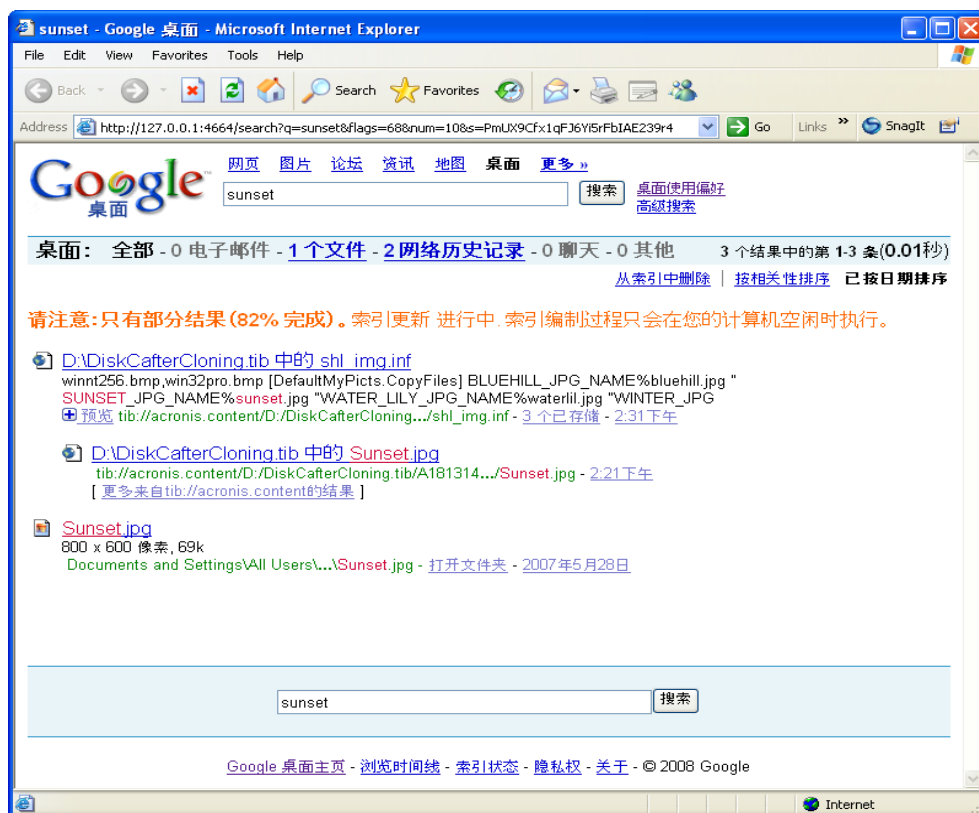 sunset - Google 桌面 - Microsoft Internet Explorer
File Edit View Favorites Tools Help
Back Search Favorites
Address http://127.0.0.1:4664/search?q=sunset&flags=68&num=10&s=PmUX9Cfx1qFJ6Yi5rFbIAE239r4 Go Links » SnagIt
Google 桌面
网页 图片 论坛 资讯 地图 桌面 更多 »
sunset 搜索 桌面使用偏好
高级搜索
桌面: 全部 - 0 电子邮件 - 1 个文件 - 2 网络历史记录 - 0 聊天 - 0 其他 3 个结果中的第 1-3 条(0.01秒)
从索引中删除 | 按相关性排序 已按日期排序
请注意:只有部分结果 (82% 完成)。索引更新 进行中. 索引编制过程只会在您的计算机空闲时执行。
D:\DiskCafterCloning.tib 中的 shl_img.inf
winnt256.bmp,win32pro.bmp [DefaultMyPicts.CopyFiles] BLUEHILL_JPG_NAME%bluehill.jpg "
SUNSET_JPG_NAME%sunset.jpg "WATER_LILY_JPG_NAME%waterlil.jpg "WINTER_JPG
预览 tib://acronis.content/D:/DiskCafterCloning.../shl_img.inf - 3 个已存储 - 2:31下午
D:\DiskCafterCloning.tib 中的 Sunset.jpg
tib://acronis.content/D:/DiskCafterCloning.tib/A181314.../Sunset.jpg - 2:21下午
[ 更多来自tib://acronis.content的结果 ]
Sunset.jpg
800 x 600 像素, 69k
Documents and Settings\All Users\...\Sunset.jpg - 打开文件夹 - 2007年5月28日
sunset 搜索
Google 桌面主页 - 浏览时间线 - 索引状态 - 隐私权 - 关于 - © 2008 Google
Internet